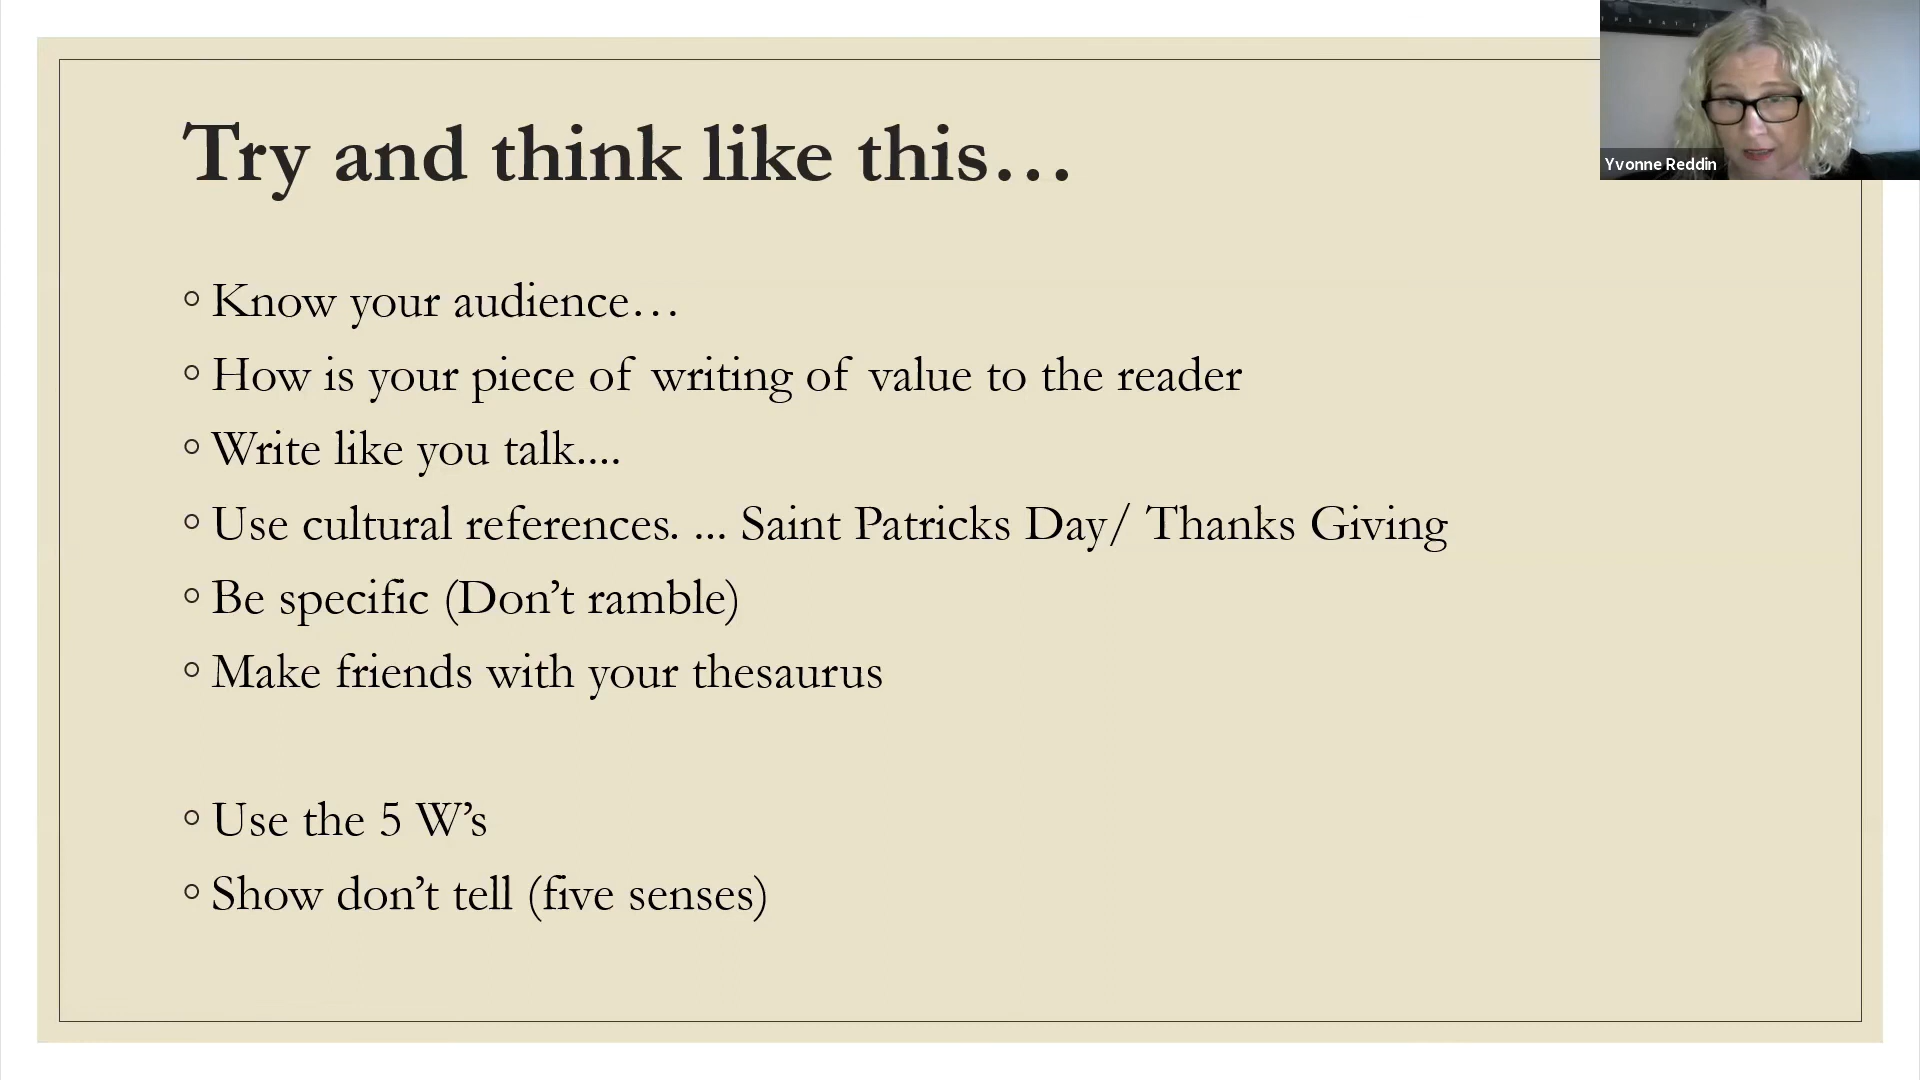 Try and think like this…
Know your audience…
How is your piece of writing of value to the reader
Write like you talk....
Use cultural references. ... Saint Patricks Day/ Thanks Giving
Be specific (Don’t ramble)
Make friends with your thesaurus
Use the 5 W’s
Show don’t tell (five senses)
Yvonne Reddin